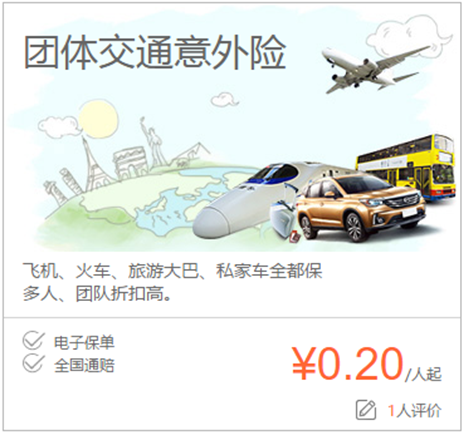 团体交通意外险
飞机、火车、旅游大巴、私家车全都保
多人、团队折扣高。
电子保单
全国通赔
¥0.20/人起
1人评价